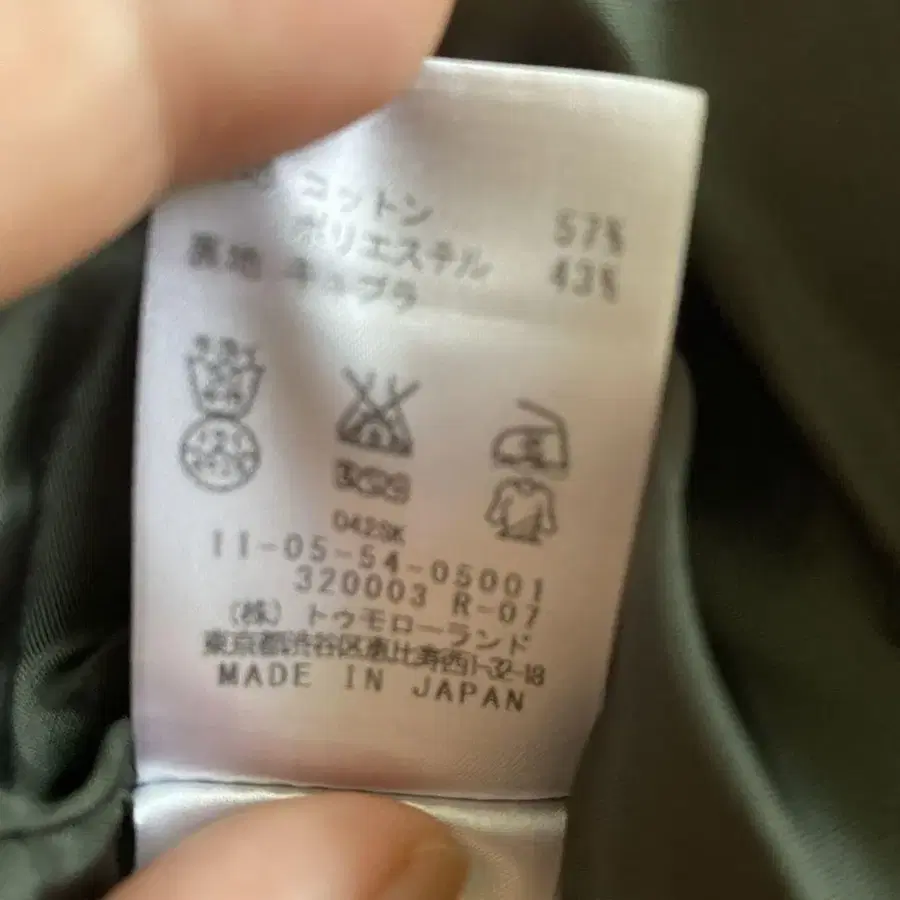 コットン 57%
ポリエステル 43%
裏地 キュプラ
042SK
11-05-54-05001
320003 R-07
(株) トゥモローランド
東京都渋谷区恵比寿西1-32-18
MADE IN JAPAN